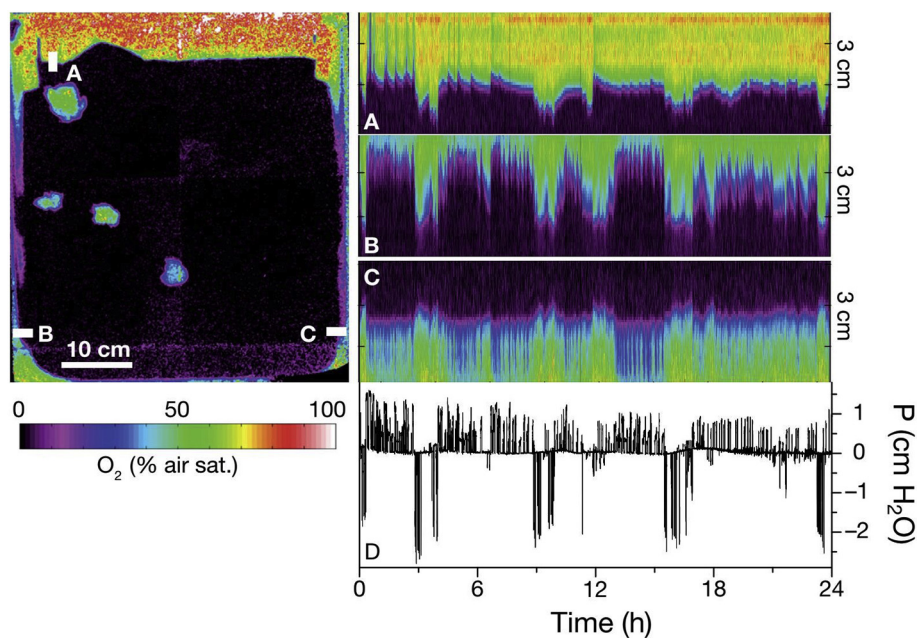 A
B
C
10 cm
0 50 100
O₂ (% air sat.)
A
3 cm
B
3 cm
C
3 cm
D
1
0
−1
−2
P (cm H₂O)
0 6 12 18 24
Time (h)